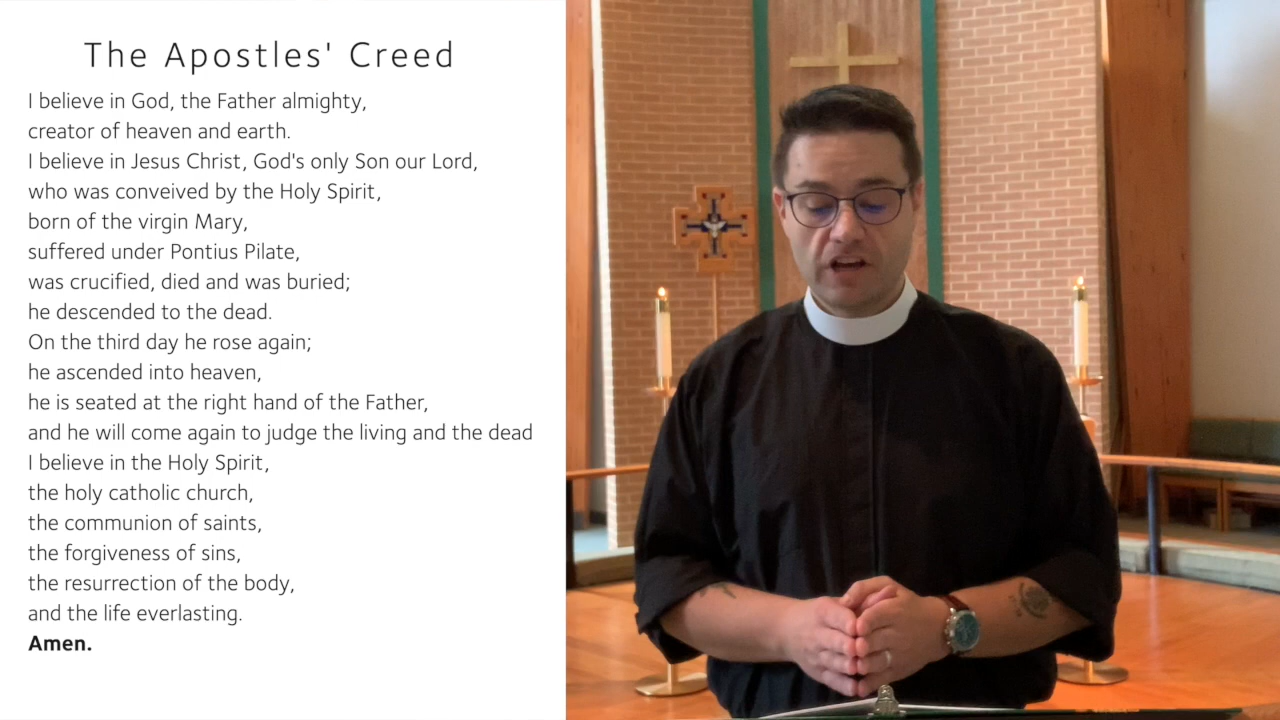 The Apostles' Creed
I believe in God, the Father almighty,
creator of heaven and earth.
I believe in Jesus Christ, God's only Son our Lord,
who was conveived by the Holy Spirit,
born of the virgin Mary,
suffered under Pontius Pilate,
was crucified, died and was buried;
he descended to the dead.
On the third day he rose again;
he ascended into heaven,
he is seated at the right hand of the Father,
and he will come again to judge the living and the dead
I believe in the Holy Spirit,
the holy catholic church,
the communion of saints,
the forgiveness of sins,
the resurrection of the body,
and the life everlasting.
Amen.